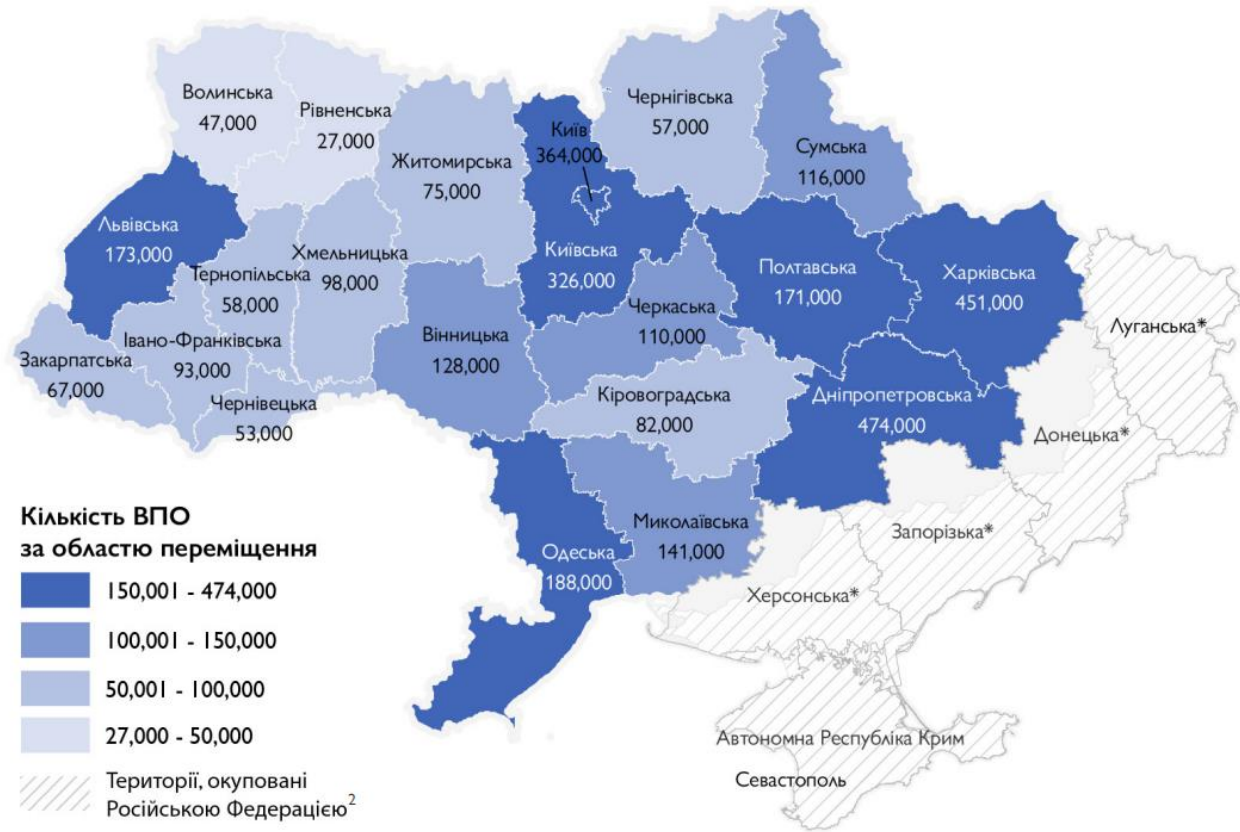 Волинська
47,000
Рівненська
27,000
Житомирська
75,000
Київ
364,000
Чернігівська
57,000
Сумська
116,000
Львівська
173,000
Тернопільська
58,000
Хмельницька
98,000
Київська
326,000
Полтавська
171,000
Харківська
451,000
Луганська*
Закарпатська
67,000
Івано-Франківська
93,000
Чернівецька
53,000
Вінницька
128,000
Черкаська
110,000
Кіровоградська
82,000
Дніпропетровська
474,000
Донецька*
Одеська
188,000
Миколаївська
141,000
Запорізька*
Херсонська*
Автономна Республіка Крим
Севастополь
Кількість ВПО
за областю переміщення
150,001 - 474,000
100,001 - 150,000
50,001 - 100,000
27,000 - 50,000
Території, окуповані
Російською Федерацією²